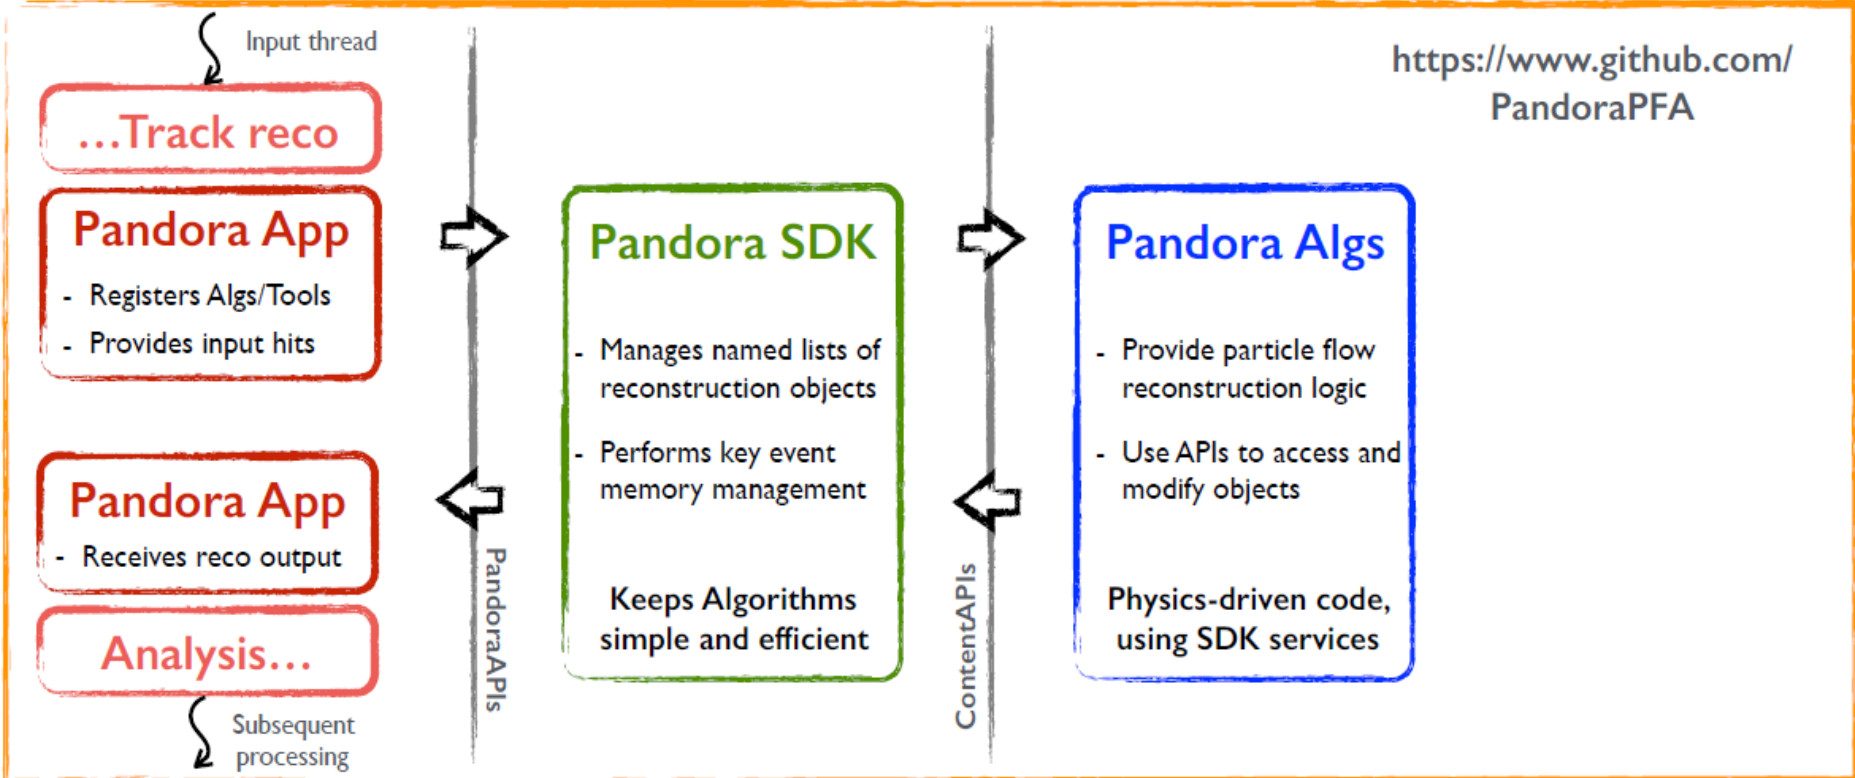 Input thread
...Track reco
Pandora App
- Registers Algs/Tools
- Provides input hits
Pandora App
- Receives reco output
Analysis...
Subsequent
processing
PandoraAPIs
Pandora SDK
- Manages named lists of
reconstruction objects
- Performs key event
memory management
Keeps Algorithms
simple and efficient
ContentAPIs
Pandora Algs
- Provide particle flow
reconstruction logic
- Use APIs to access and
modify objects
Physics-driven code,
using SDK services
https://www.github.com/
PandoraPFA